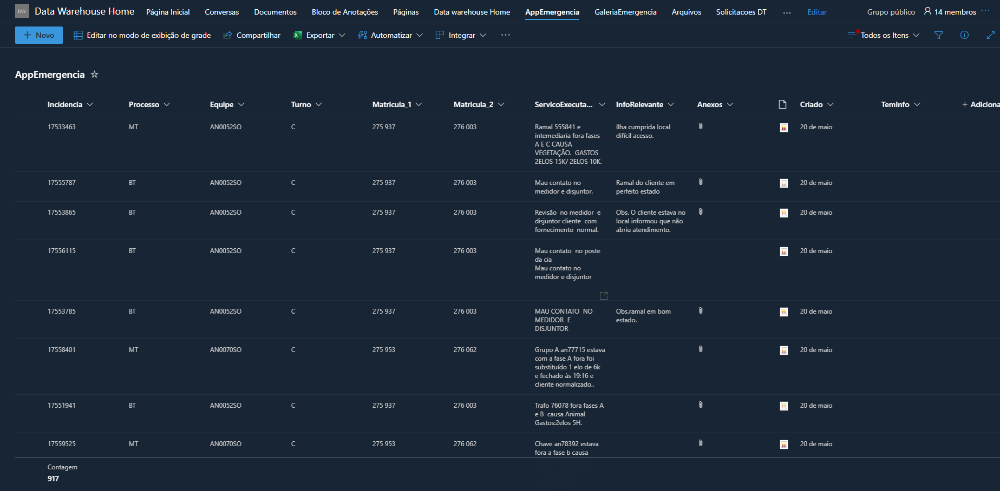 DW Data Warehouse Home Página Inicial Conversas Documentos Bloco de Anotações Páginas Data warehouse Home AppEmergencia GaleriaEmergencia Arquivos Solicitacoes DT ... Editar Grupo público 14 membros ...
+ Novo Editar no modo de exibição de grade Compartilhar Exportar Automatizar Integrar ... Todos os Itens
AppEmergencia
Incidencia Processo Equipe Turno Matricula_1 Matricula_2 ServicoExecuta... InfoRelevante Anexos Criado TemInfo + Adiciona
17533463 MT AN0052SO C 275 937 276 003 Ramal 555841 e Ilha cumprida local 20 de maio
intemediaria fora fases difícil acesso.
A E C CAUSA
VEGETAÇÃO. GASTOS
2ELOS 15K/ 2ELOS 10K.
17555787 BT AN0052SO C 275 937 276 003 Mau contato no Ramal do cliente em 20 de maio
medidor e disjuntor. perfeito estado
17553865 BT AN0052SO C 275 937 276 003 Revisão no medidor e Obs. O cliente estava no 20 de maio
disjuntor cliente com local informou que não
fornecimento normal. abriu atendimento.
17556115 BT AN0052SO C 275 937 276 003 Mau contato no poste 20 de maio
da cia
Mau contato no
medidor e disjuntor
17553785 BT AN0052SO C 275 937 276 003 MAU CONTATO NO Obs.ramal em bom 20 de maio
MEDIDOR E estado.
DISJUNTOR
17558401 MT AN0070SO C 275 953 276 062 Grupo A an77715 estava 20 de maio
com a fase A fora foi
substituído 1 elo de 6k
e fechado às 19:16 e
cliente normalizado..
17551941 BT AN0052SO C 275 937 276 003 Trafo 76078 fora fases A 20 de maio
e B causa Animal
Gastos:2elos 5H.
17559525 MT AN0070SO C 275 953 276 062 Chave an78392 estava 20 de maio
fora a fase b causa
Contagem
917